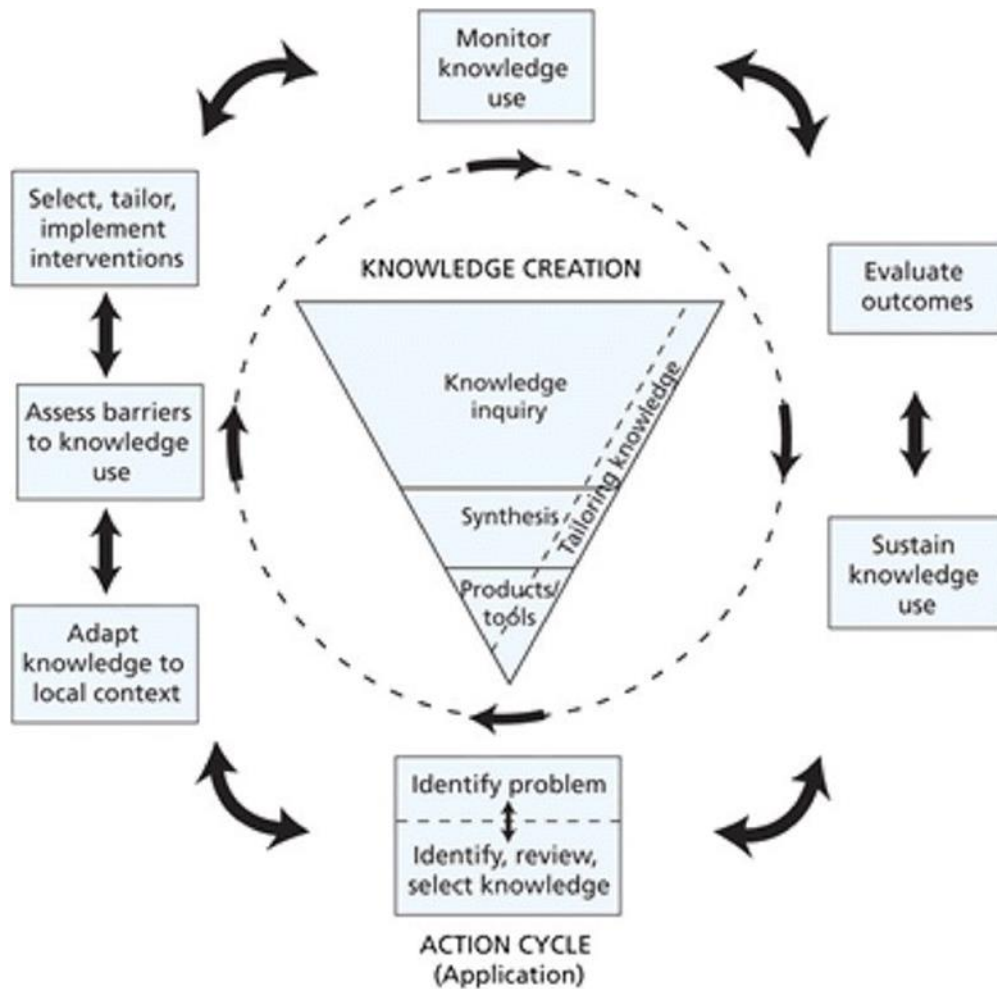 Monitor
knowledge
use
Select, tailor,
implement
interventions
KNOWLEDGE CREATION
Evaluate
outcomes
Knowledge
inquiry
Tailoring knowledge
Assess barriers
to knowledge
use
Synthesis
Sustain
knowledge
use
Products/
tools
Adapt
knowledge to
local context
Identify problem
Identify, review,
select knowledge
ACTION CYCLE
(Application)